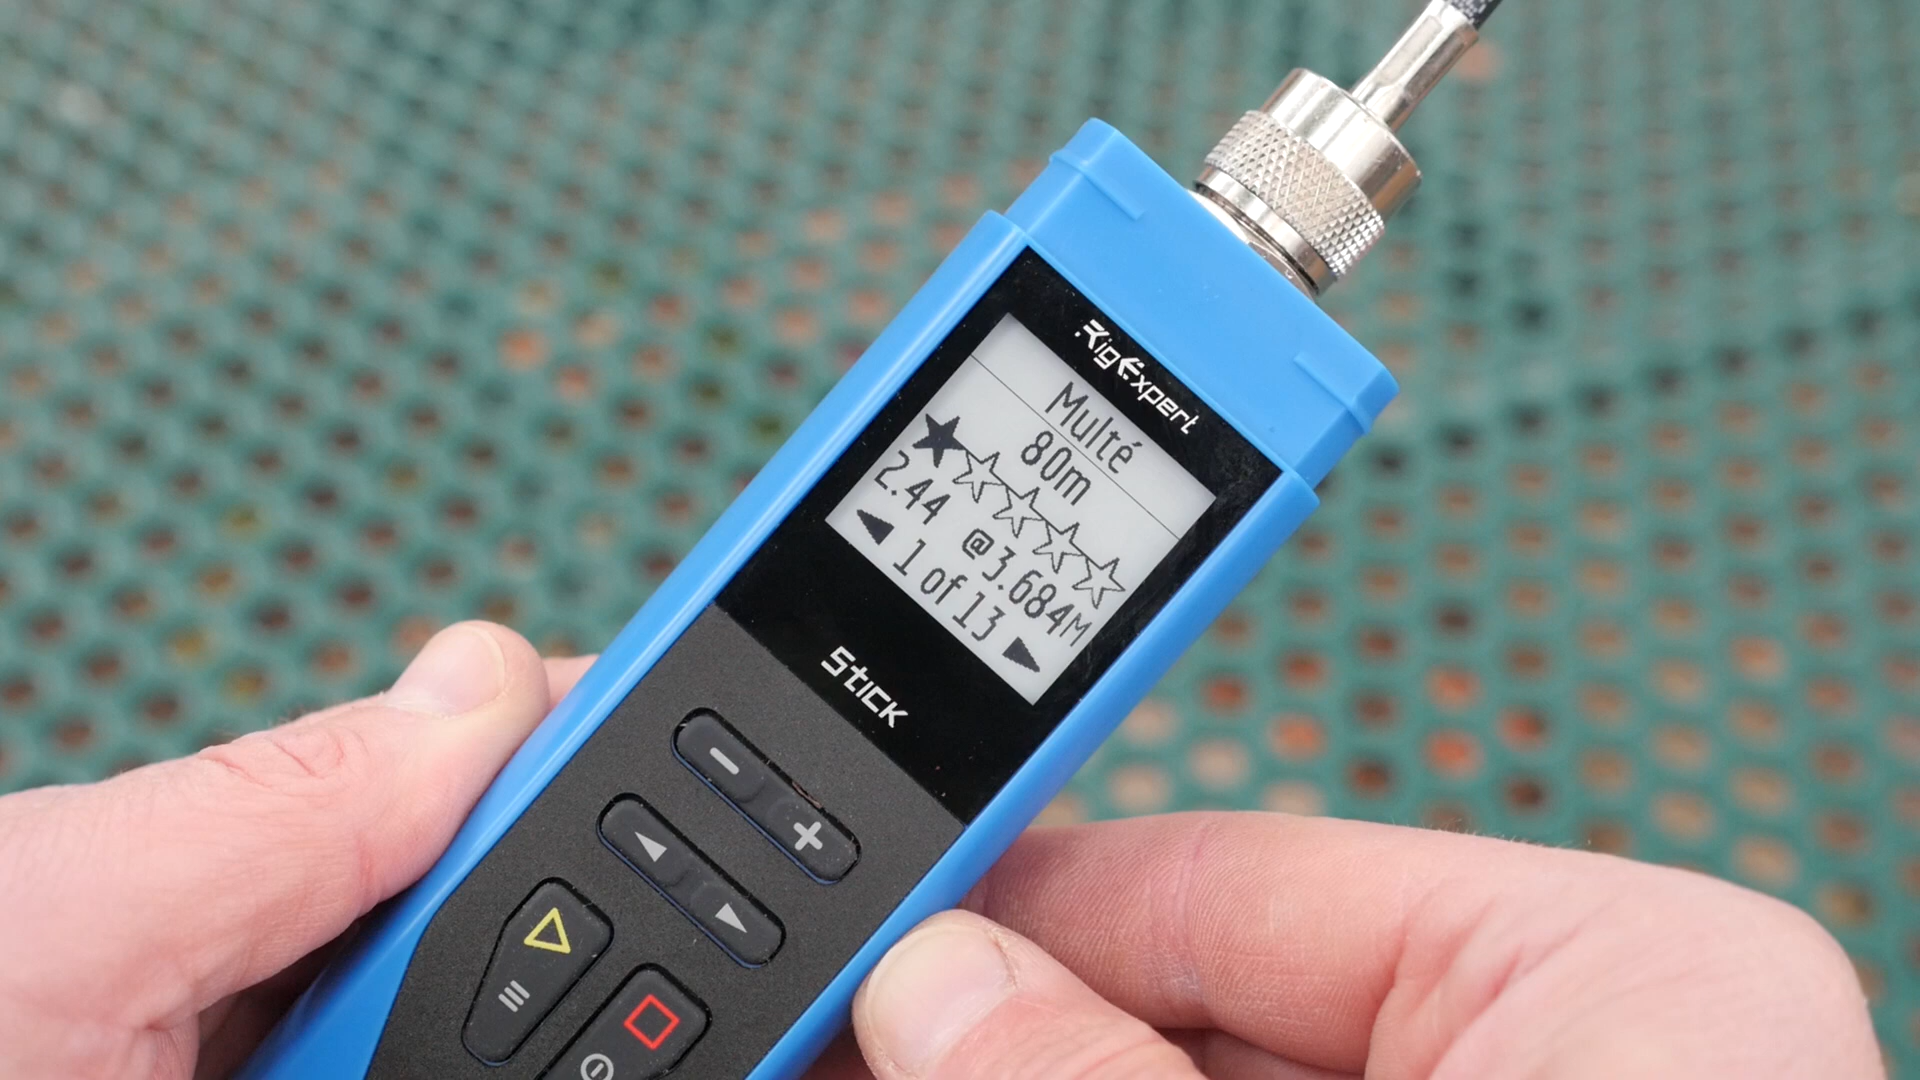 RigExpert
Multé
80m
2.44 @3.684M
1 of 13
Stick